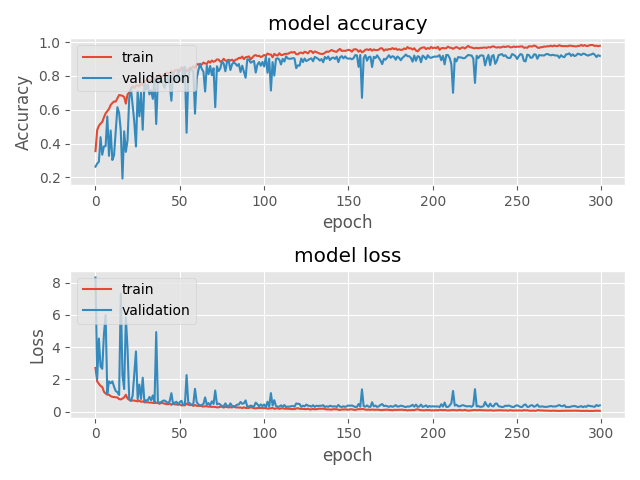 model accuracy
1.0
0.8
0.6
0.4
0.2
Accuracy
train
validation
0 50 100 150 200 250 300
epoch
model loss
8
6
4
2
0
Loss
train
validation
0 50 100 150 200 250 300
epoch